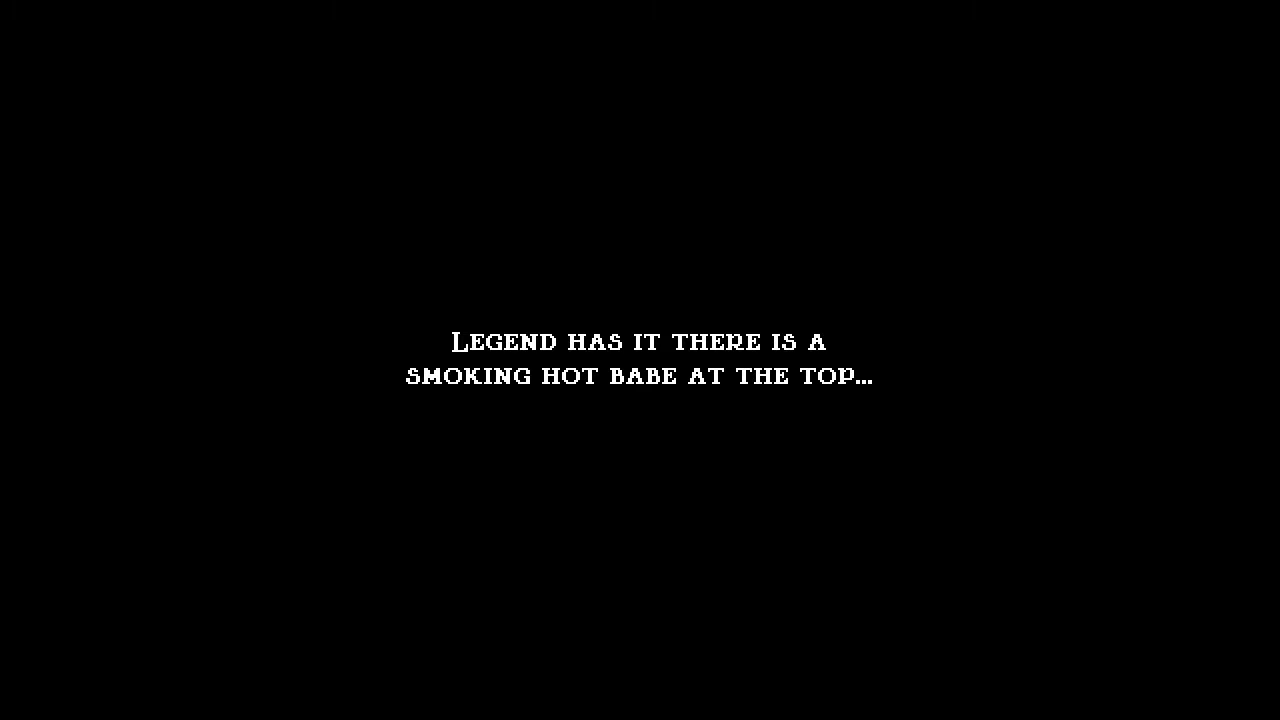 Legend has it there is a
smoking hot babe at the top...